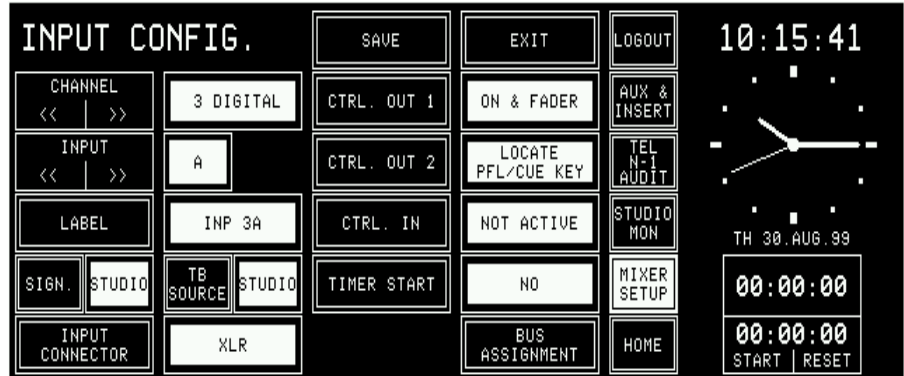 INPUT CONFIG.
SAVE
EXIT
LOGOUT
10:15:41
CHANNEL
<< | >>
3 DIGITAL
CTRL. OUT 1
ON & FADER
AUX &
INSERT
INPUT
<< | >>
A
CTRL. OUT 2
LOCATE
PFL/CUE KEY
TEL
N-1
AUDIT
LABEL
INP 3A
CTRL. IN
NOT ACTIVE
STUDIO
MON
TH 30.AUG.99
SIGN.
STUDIO
TB
SOURCE
STUDIO
TIMER START
NO
MIXER
SETUP
00:00:00
INPUT
CONNECTOR
XLR
BUS
ASSIGNMENT
HOME
00:00:00
START | RESET